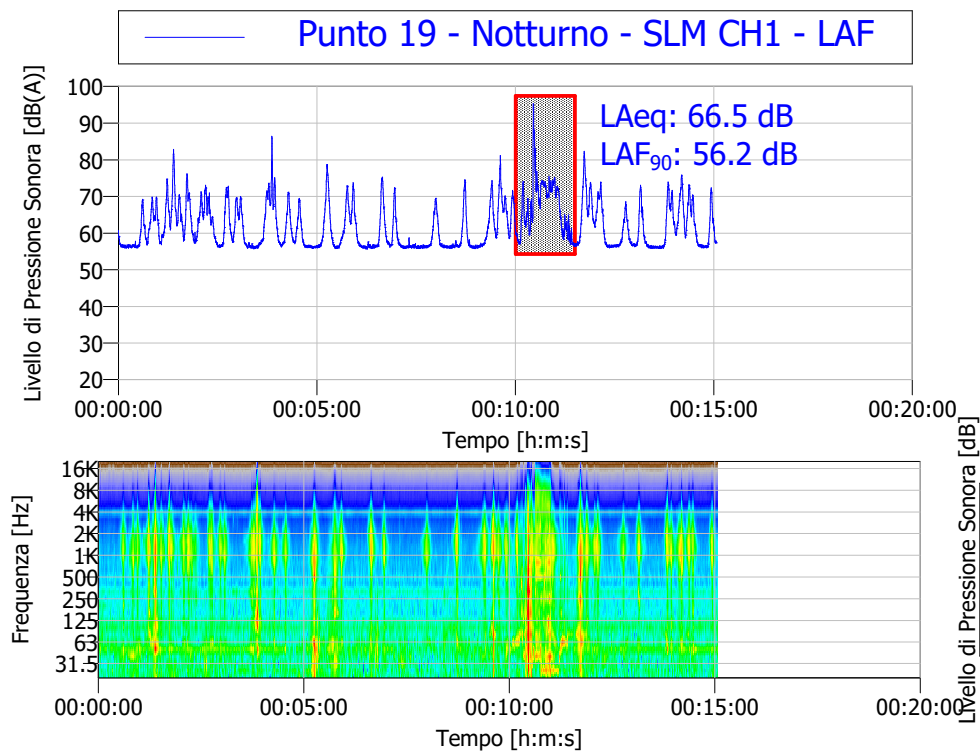 Punto 19 - Notturno - SLM CH1 - LAF
Livello di Pressione Sonora [dB(A)]
100
90
80
70
60
50
40
30
20
LAeq: 66.5 dB
LAF90: 56.2 dB
00:00:00 00:05:00 00:10:00 00:15:00 00:20:00
Tempo [h:m:s]
Frequenza [Hz]
16K
8K
4K
2K
1K
500
250
125
63
31.5
00:00:00 00:05:00 00:10:00 00:15:00 00:20:00
Tempo [h:m:s]
Livello di Pressione Sonora [dB]